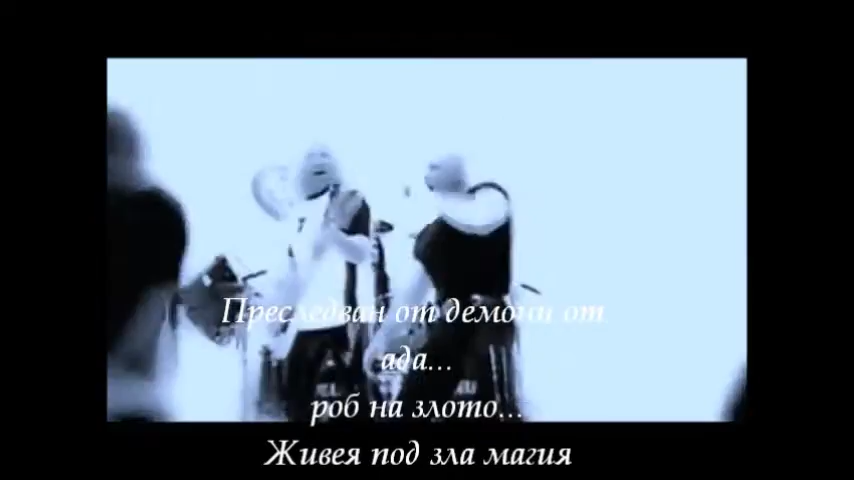 Преследван от демони от
ада...
роб на злото...
Живея под зла магия